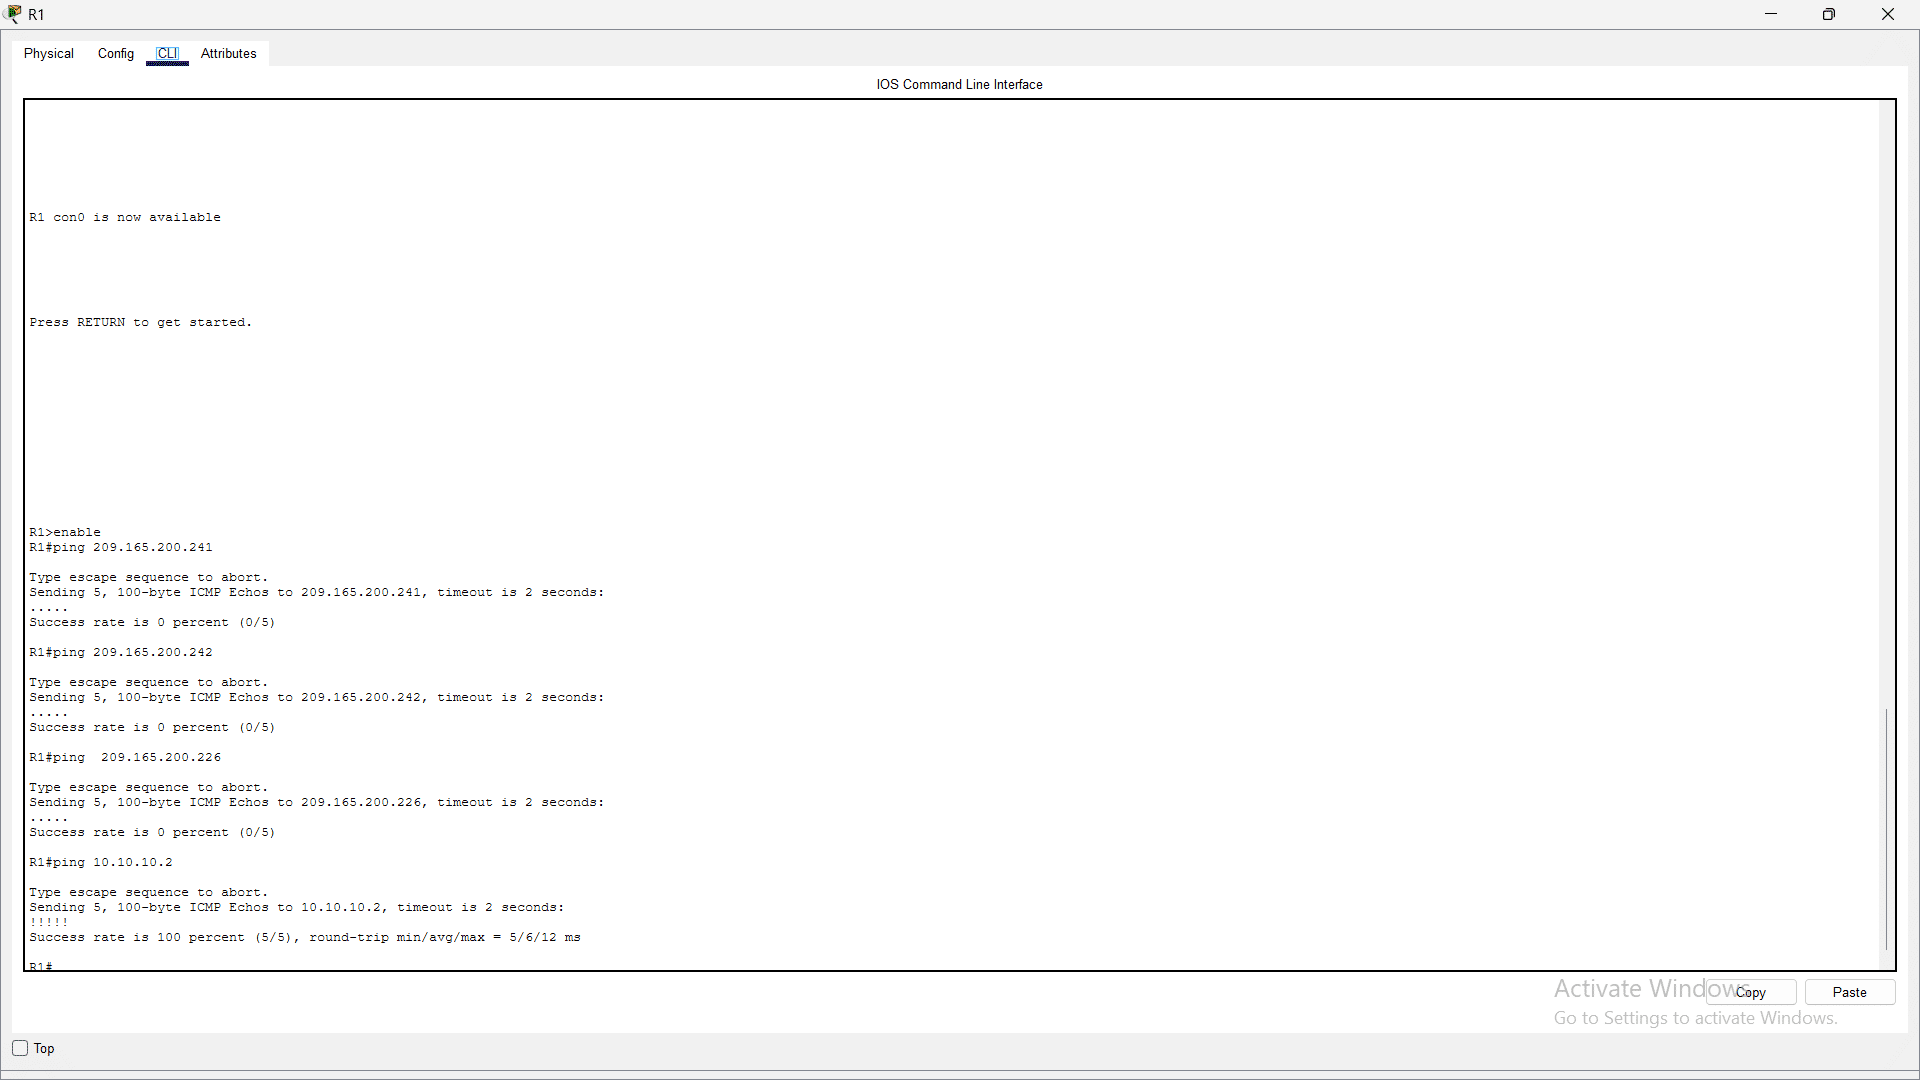 R1
Physical Config CLI Attributes
IOS Command Line Interface
R1 con0 is now available
Press RETURN to get started.
R1>enable
R1#ping 209.165.200.241
Type escape sequence to abort.
Sending 5, 100-byte ICMP Echos to 209.165.200.241, timeout is 2 seconds:
.....
Success rate is 0 percent (0/5)
R1#ping 209.165.200.242
Type escape sequence to abort.
Sending 5, 100-byte ICMP Echos to 209.165.200.242, timeout is 2 seconds:
.....
Success rate is 0 percent (0/5)
R1#ping  209.165.200.226
Type escape sequence to abort.
Sending 5, 100-byte ICMP Echos to 209.165.200.226, timeout is 2 seconds:
.....
Success rate is 0 percent (0/5)
R1#ping 10.10.10.2
Type escape sequence to abort.
Sending 5, 100-byte ICMP Echos to 10.10.10.2, timeout is 2 seconds:
!!!!!
Success rate is 100 percent (5/5), round-trip min/avg/max = 5/6/12 ms
R1#
Activate Windows
Copy Paste
Go to Settings to activate Windows.
Top